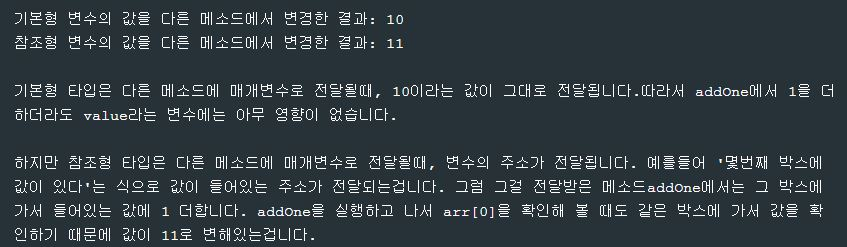 기본형 변수의 값을 다른 메소드에서 변경한 결과: 10
참조형 변수의 값을 다른 메소드에서 변경한 결과: 11
기본형 타입은 다른 메소드에 매개변수로 전달될때, 10이라는 값이 그대로 전달됩니다.따라서 addOne에서 1을 더
하더라도 value라는 변수에는 아무 영향이 없습니다.
하지만 참조형 타입은 다른 메소드에 매개변수로 전달될때, 변수의 주소가 전달됩니다. 예를들어 '몇번째 박스에
값이 있다'는 식으로 값이 들어있는 주소가 전달되는겁니다. 그럼 그걸 전달받은 메소드addOne에서는 그 박스에
가서 들어있는 값에 1 더합니다. addOne을 실행하고 나서 arr[0]을 확인해 볼 때도 같은 박스에 가서 값을 확
인하기 때문에 값이 11로 변해있는겁니다.